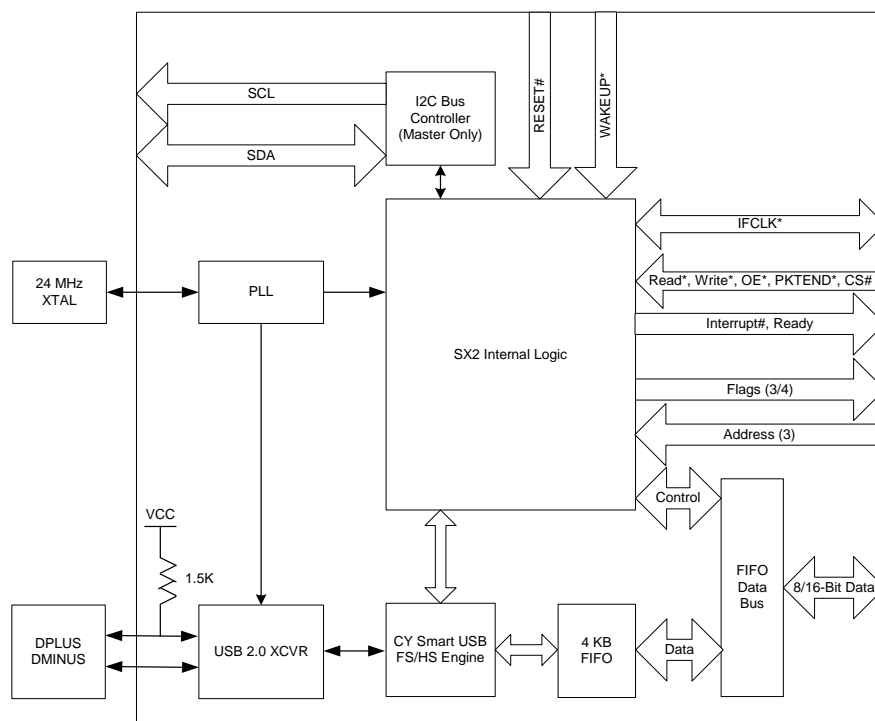 SCL
I2C Bus
Controller
(Master Only)
SDA
RESET#
WAKEUP*
IFCLK*
24 MHz
XTAL
PLL
Read*, Write*, OE*, PKTEND*, CS#
Interrupt#, Ready
SX2 Internal Logic
Flags (3/4)
Address (3)
Control
VCC
1.5K
FIFO
Data
Bus
8/16-Bit Data
DPLUS
DMINUS
USB 2.0 XCVR
CY Smart USB
FS/HS Engine
4 KB
FIFO
Data